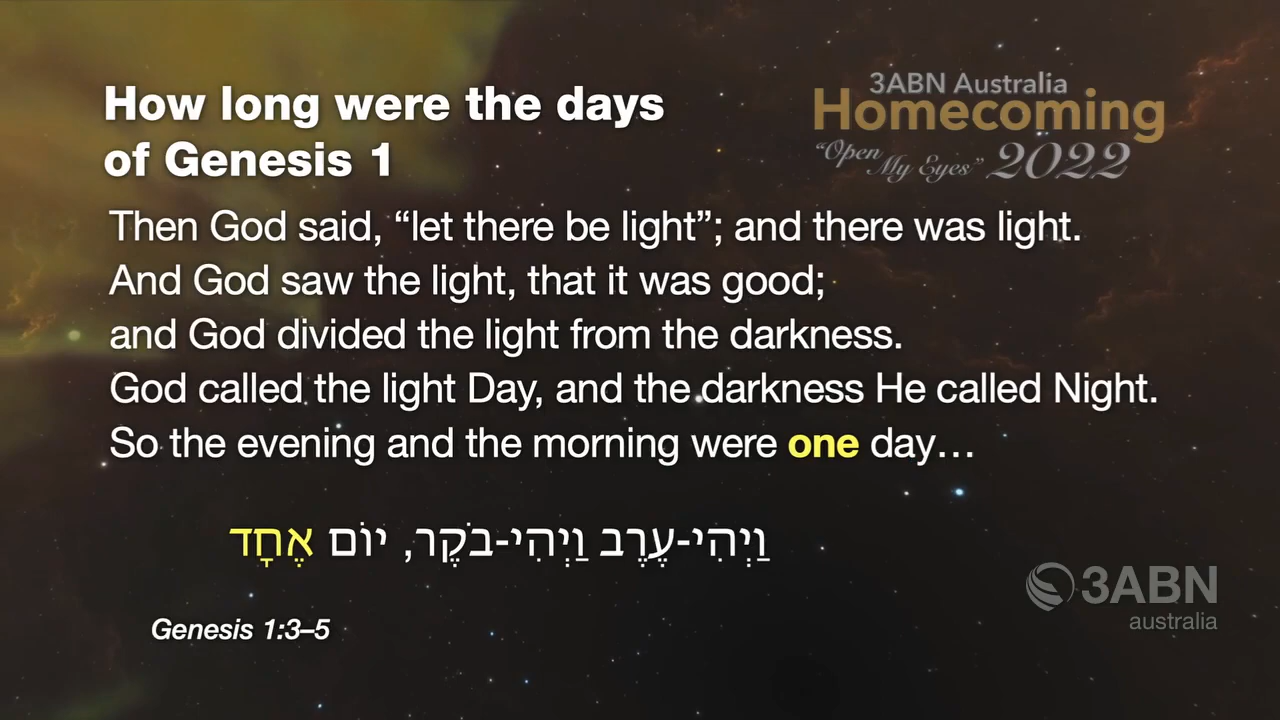 How long were the days
of Genesis 1
3ABN Australia
Homecoming
“Open My Eyes” 2022
Then God said, “let there be light”; and there was light.
And God saw the light, that it was good;
and God divided the light from the darkness.
God called the light Day, and the darkness He called Night.
So the evening and the morning were one day…
וַיְהִי-עֶרֶב וַיְהִי-בֹקֶר, יוֹם אֶחָד
Genesis 1:3–5
3ABN
australia